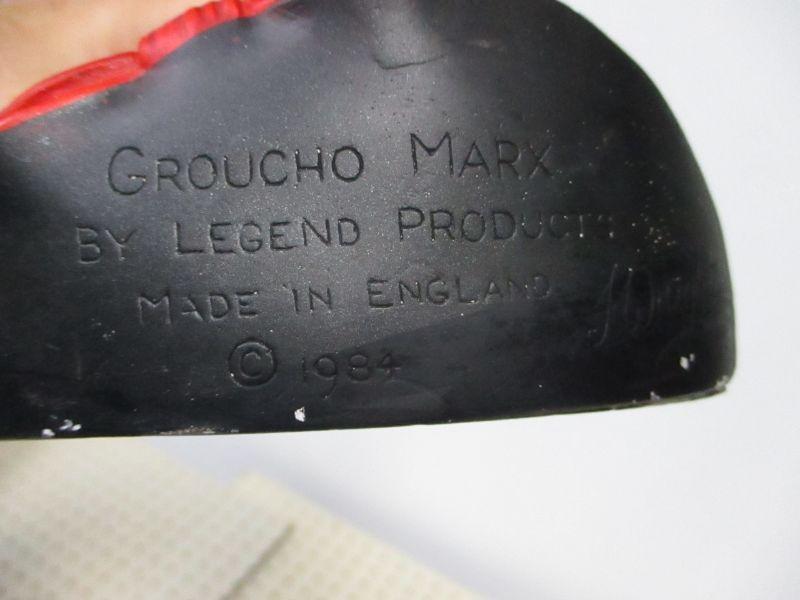 GROUCHO MARX
BY LEGEND PRODUCTS
MADE IN ENGLAND
© 1984